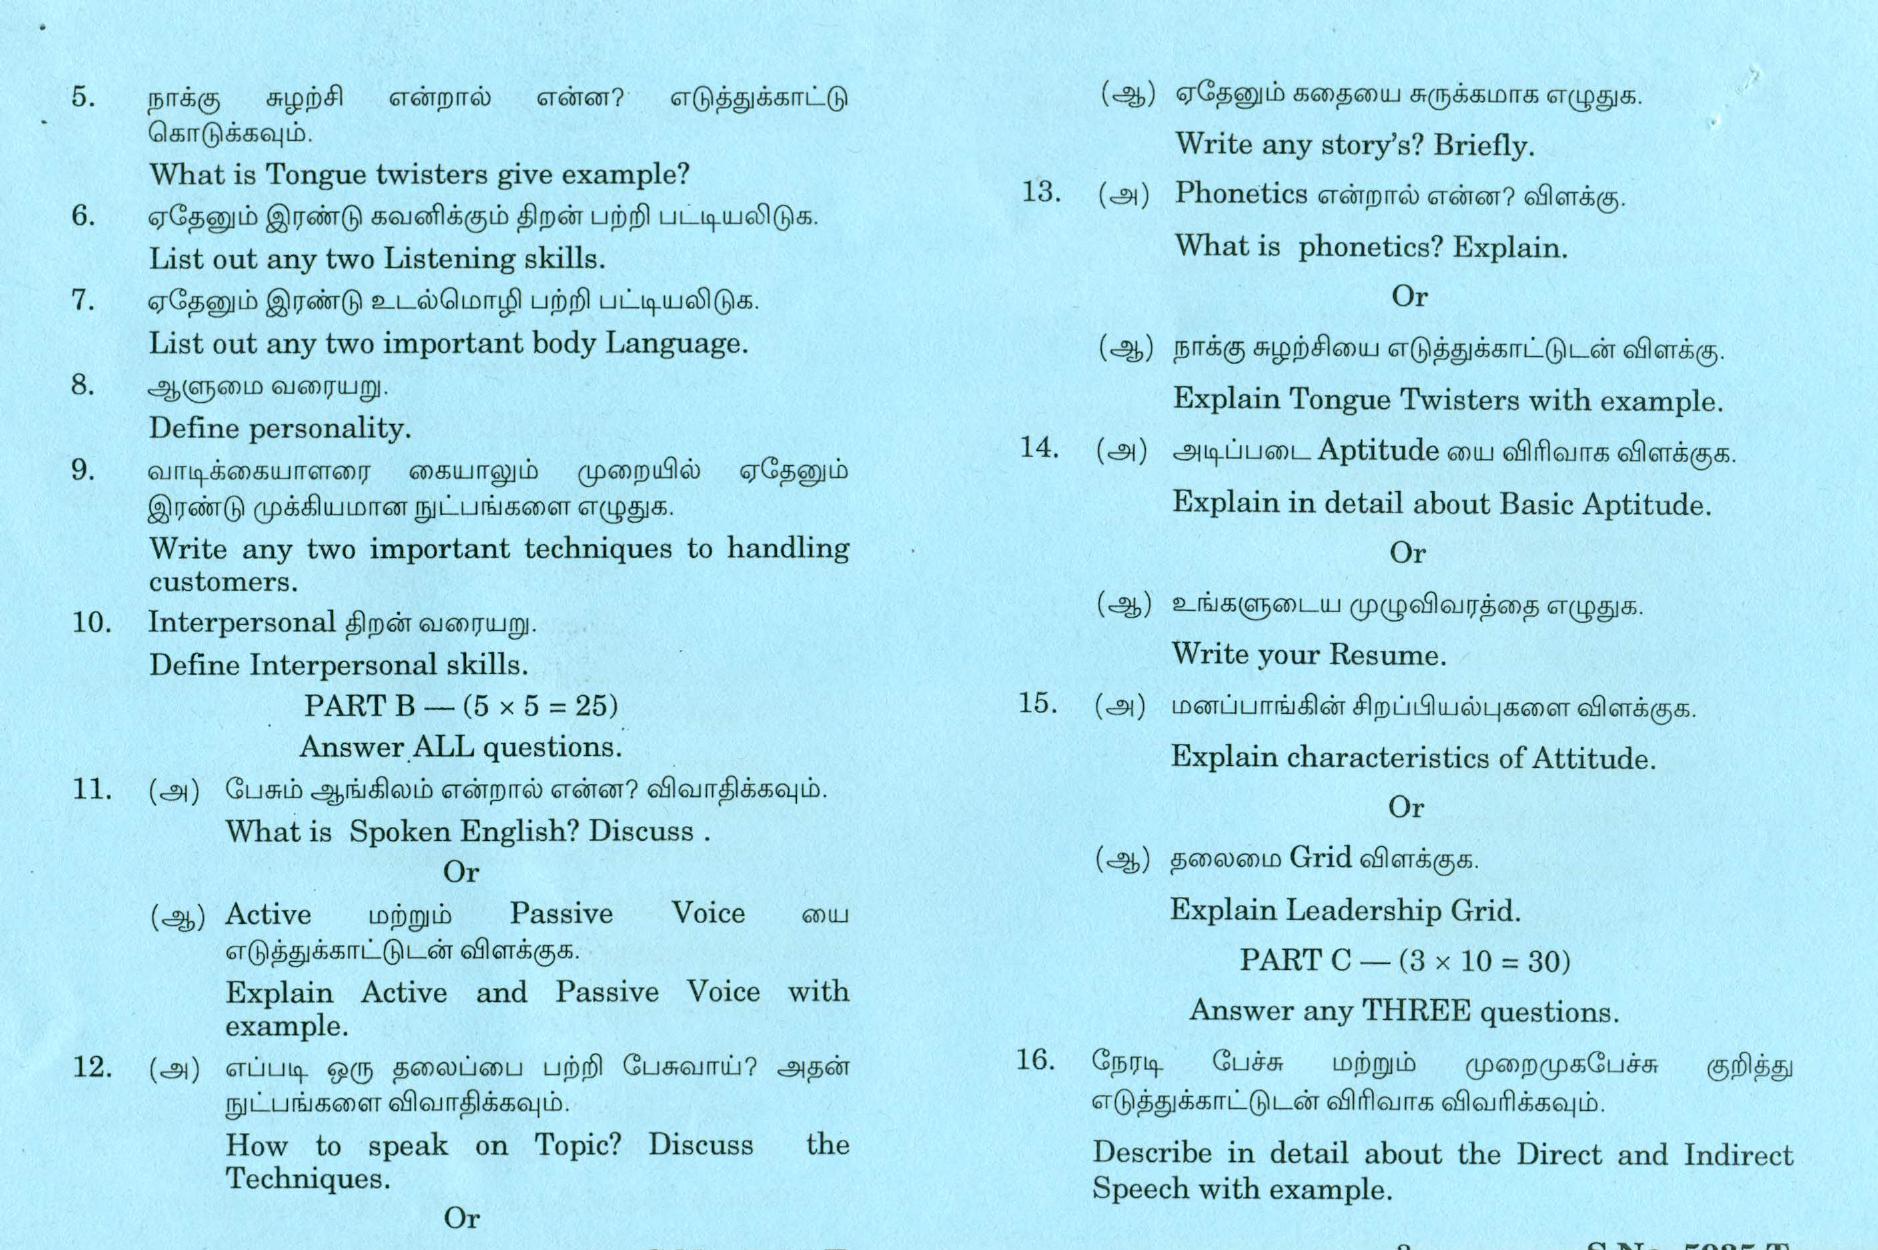 5. நாக்கு சுழற்சி என்றால் என்ன? எடுத்துக்காட்டு
கொடுக்கவும்.
What is Tongue twisters give example?
6. ஏதேனும் இரண்டு கவனிக்கும் திறன் பற்றி பட்டியலிடுக.
List out any two Listening skills.
7. ஏதேனும் இரண்டு உடல்மொழி பற்றி பட்டியலிடுக.
List out any two important body Language.
8. ஆளுமை வரையறு.
Define personality.
9. வாடிக்கையாளரை கையாலும் முறையில் ஏதேனும்
இரண்டு முக்கியமான நுட்பங்களை எழுதுக.
Write any two important techniques to handling
customers.
10. Interpersonal திறன் வரையறு.
Define Interpersonal skills.
PART B — (5 × 5 = 25)
Answer ALL questions.
11. (அ) பேசும் ஆங்கிலம் என்றால் என்ன? விவாதிக்கவும்.
What is Spoken English? Discuss .
Or
(ஆ) Active மற்றும் Passive Voice யை
எடுத்துக்காட்டுடன் விளக்குக.
Explain Active and Passive Voice with
example.
12. (அ) எப்படி ஒரு தலைப்பை பற்றி பேசுவாய்? அதன்
நுட்பங்களை விவாதிக்கவும்.
How to speak on Topic? Discuss the
Techniques.
Or
(ஆ) ஏதேனும் கதையை சுருக்கமாக எழுதுக.
Write any story's? Briefly.
13. (அ) Phonetics என்றால் என்ன? விளக்கு.
What is phonetics? Explain.
Or
(ஆ) நாக்கு சுழற்சியை எடுத்துக்காட்டுடன் விளக்கு.
Explain Tongue Twisters with example.
14. (அ) அடிப்படை Aptitude யை விரிவாக விளக்குக.
Explain in detail about Basic Aptitude.
Or
(ஆ) உங்களுடைய முழுவிவரத்தை எழுதுக.
Write your Resume.
15. (அ) மனப்பாங்கின் சிறப்பியல்புகளை விளக்குக.
Explain characteristics of Attitude.
Or
(ஆ) தலைமை Grid விளக்குக.
Explain Leadership Grid.
PART C — (3 × 10 = 30)
Answer any THREE questions.
16. நேரடி பேச்சு மற்றும் முறைமுகபேச்சு குறித்து
எடுத்துக்காட்டுடன் விரிவாக விவரிக்கவும்.
Describe in detail about the Direct and Indirect
Speech with example.